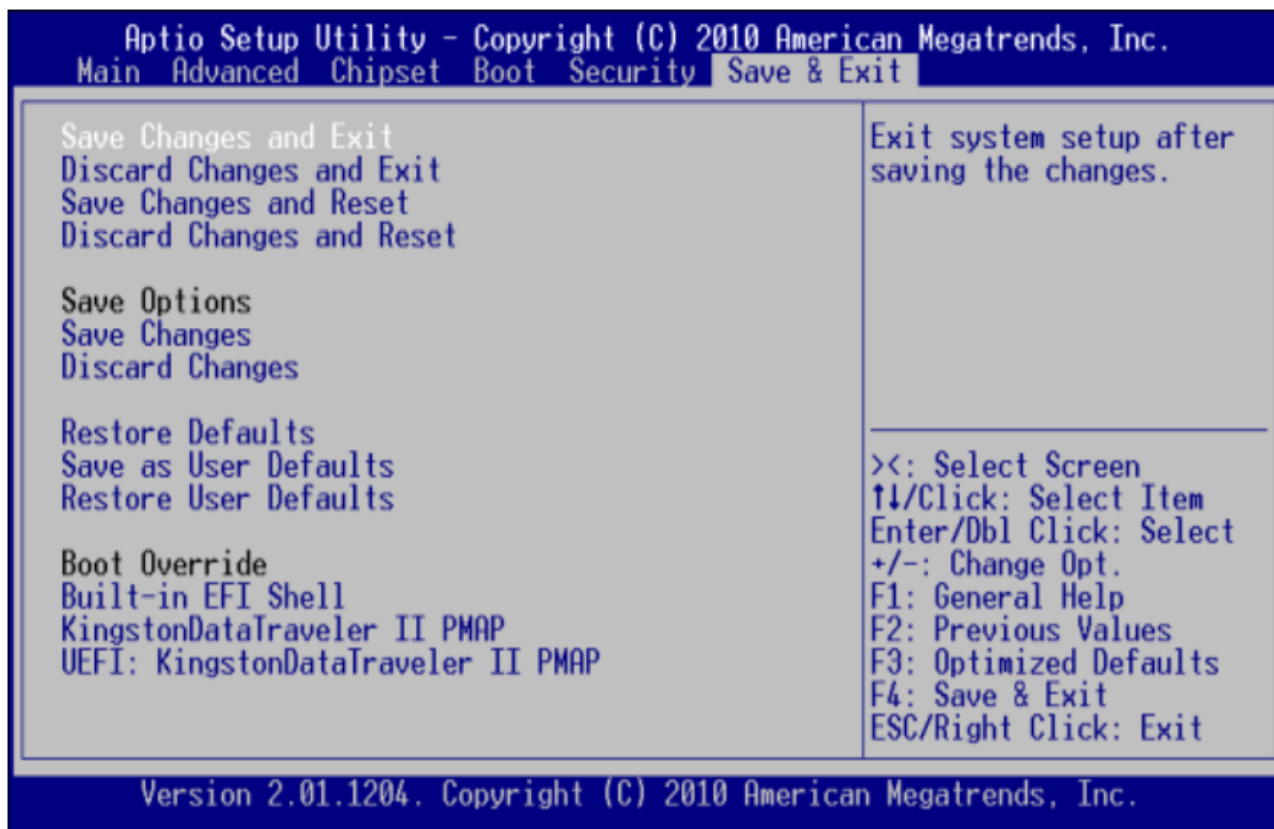 Aptio Setup Utility – Copyright (C) 2010 American Megatrends, Inc.
Main Advanced Chipset Boot Security Save & Exit
Save Changes and Exit
Discard Changes and Exit
Save Changes and Reset
Discard Changes and Reset
Save Options
Save Changes
Discard Changes
Restore Defaults
Save as User Defaults
Restore User Defaults
Boot Override
Built-in EFI Shell
KingstonDataTraveler II PMAP
UEFI: KingstonDataTraveler II PMAP
Exit system setup after
saving the changes.
><: Select Screen
↑↓/Click: Select Item
Enter/Dbl Click: Select
+/-: Change Opt.
F1: General Help
F2: Previous Values
F3: Optimized Defaults
F4: Save & Exit
ESC/Right Click: Exit
Version 2.01.1204. Copyright (C) 2010 American Megatrends, Inc.